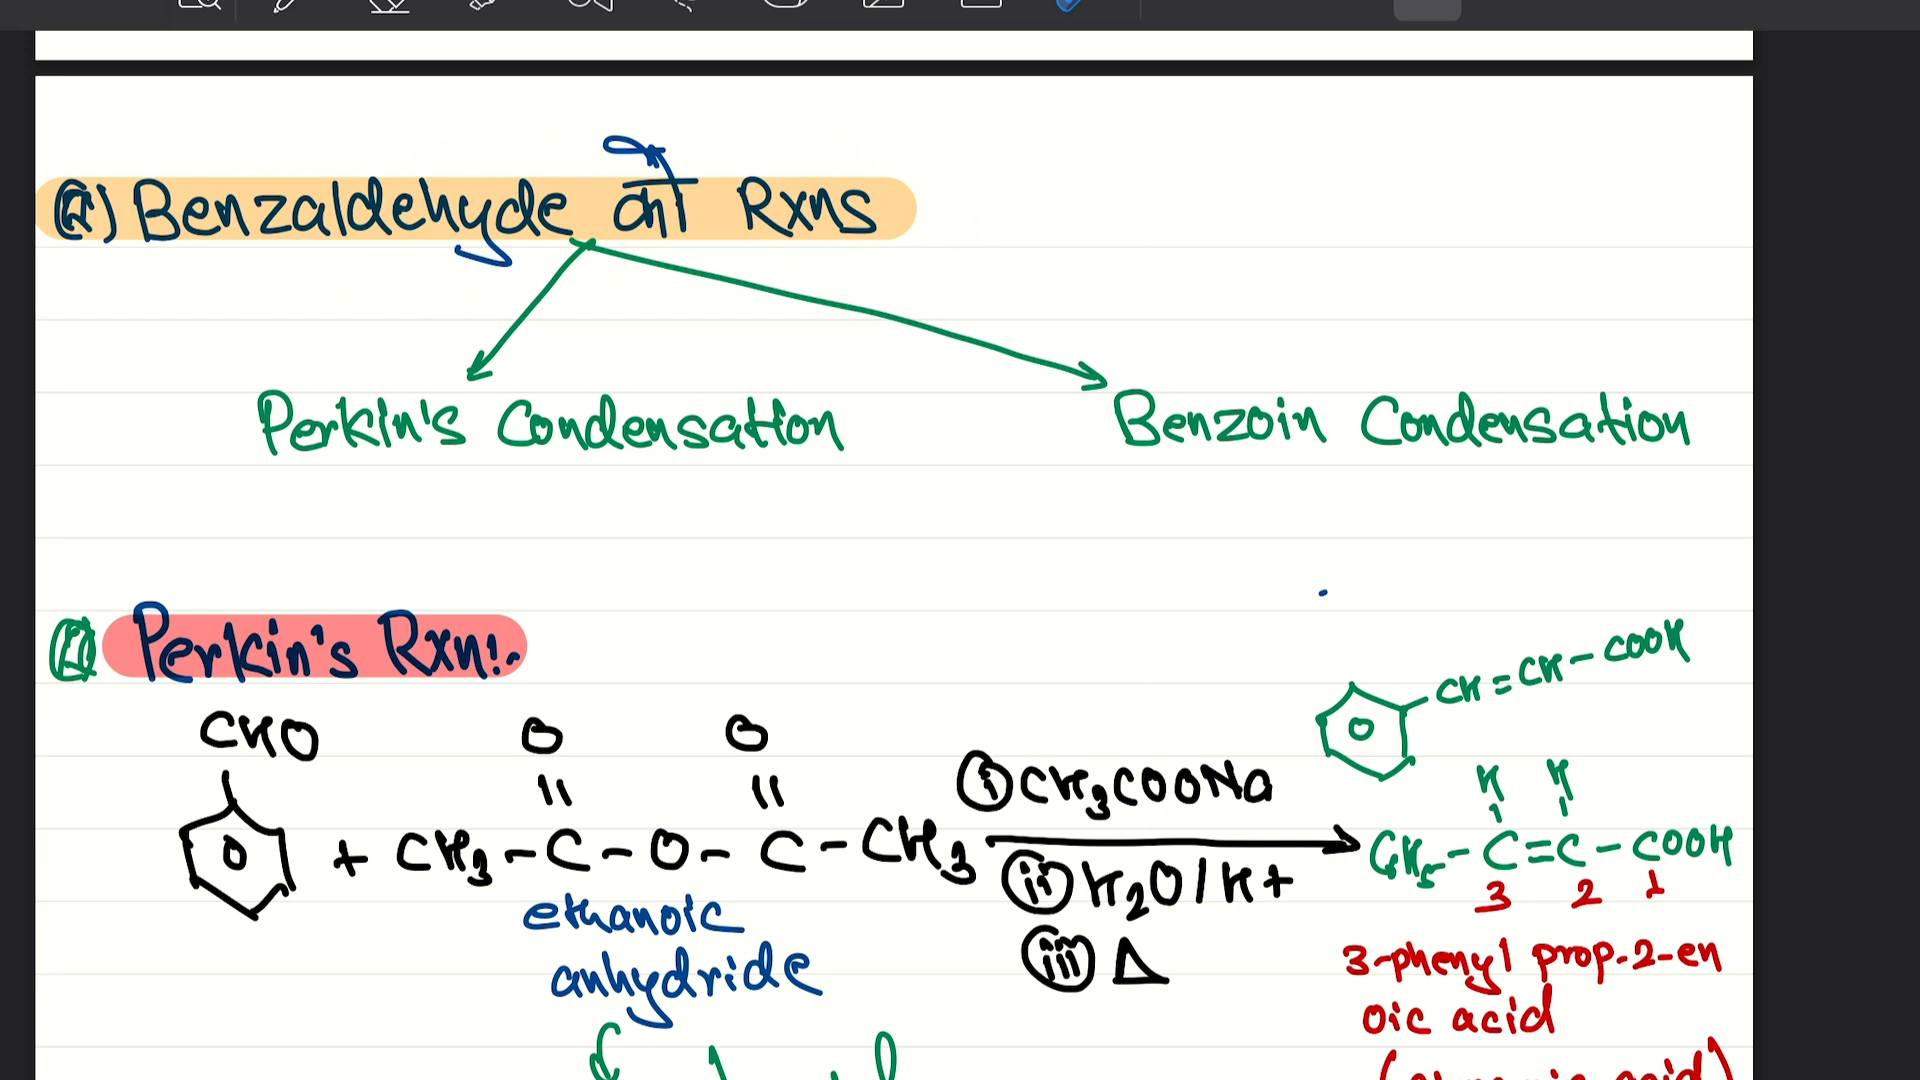 Q) Benzaldehyde का Rxns
Perkin's Condensation
Benzoin Condensation
Perkin's Rxn:-
CH=CH-COOH
CHO O O
H H
+ CH3-C-O-C-CH3
(i) CH3COONa
(ii) H2O/H+
(iii) Δ
C6H5-C=C-COOH
3 2 1
ethanoic
anhydride
3-phenyl prop-2-en
oic acid